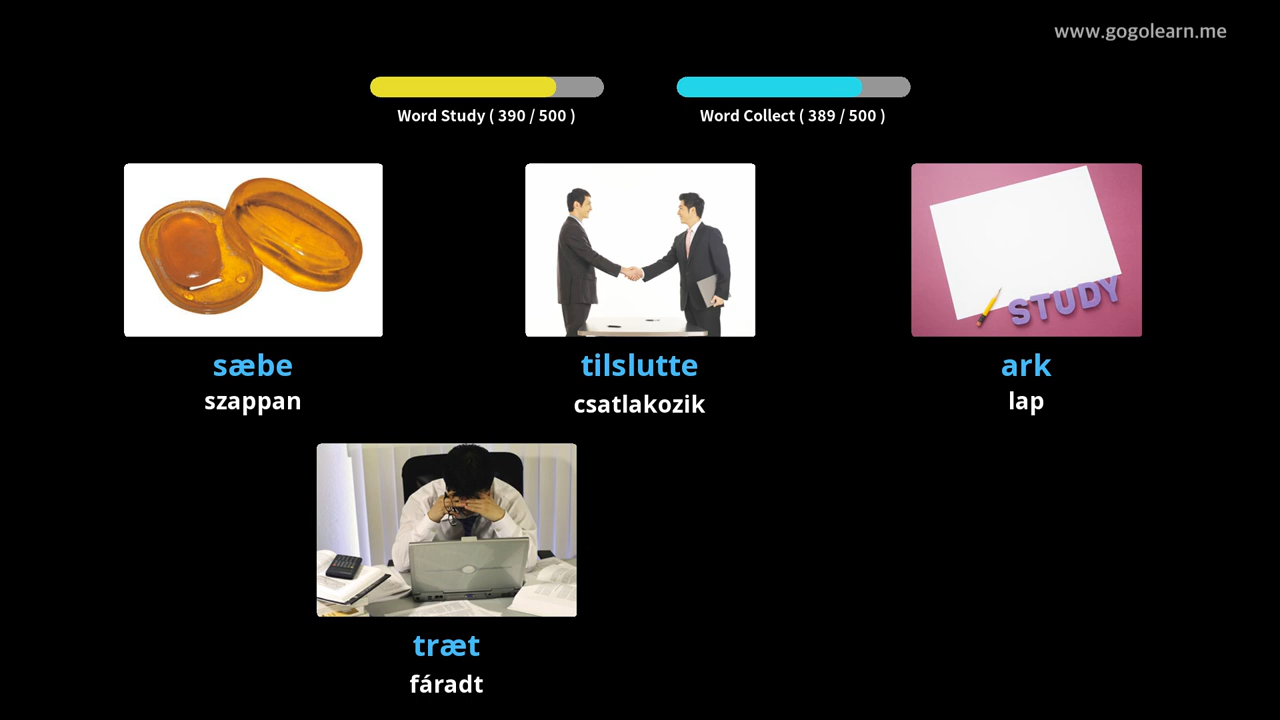 www.gogolearn.me
Word Study ( 390 / 500 )
Word Collect ( 389 / 500 )
STUDY
sæbe
tilslutte
ark
szappan
csatlakozik
lap
træt
fáradt